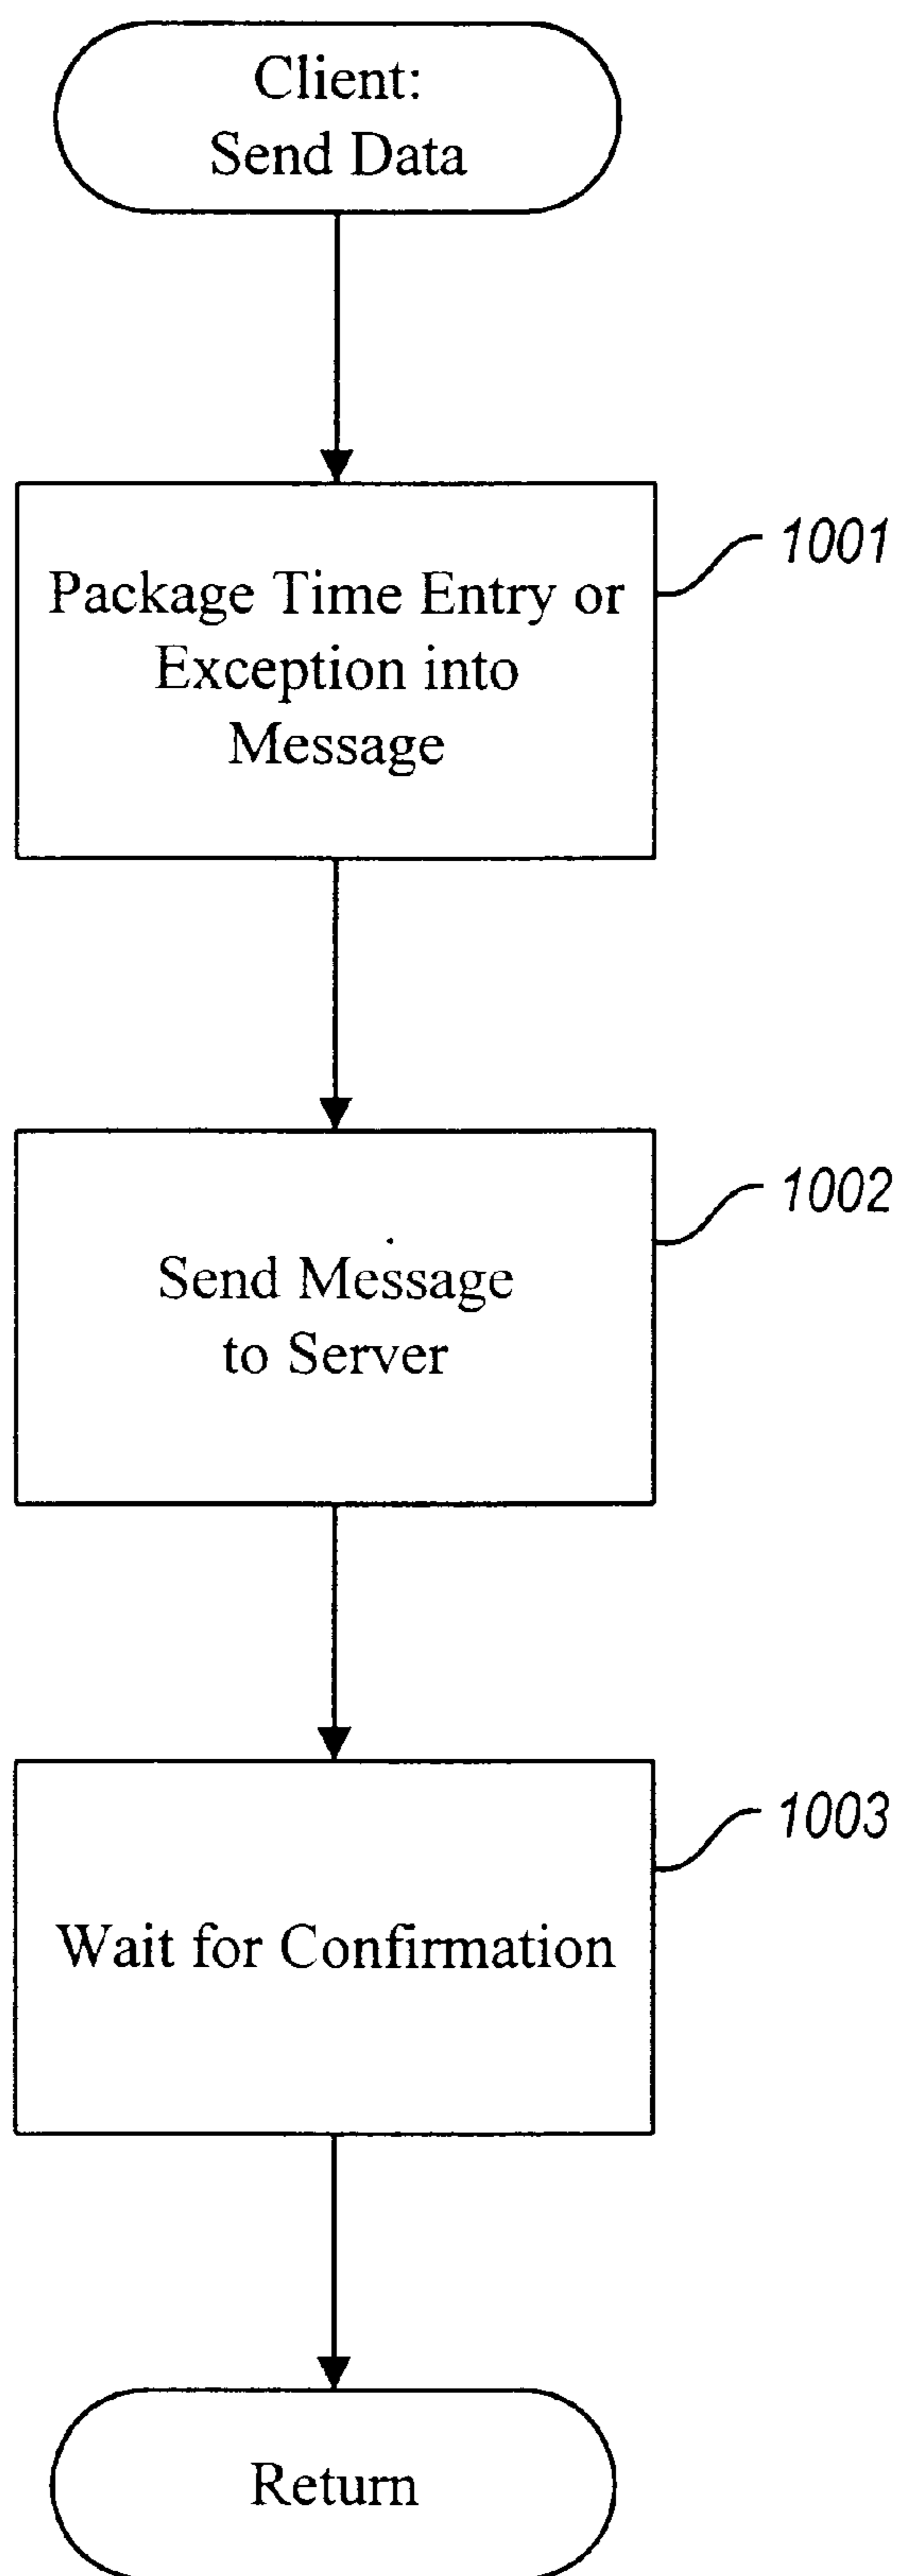 Client:
Send Data
1001
Package Time Entry or
Exception into
Message
1002
Send Message
to Server
1003
Wait for Confirmation
Return